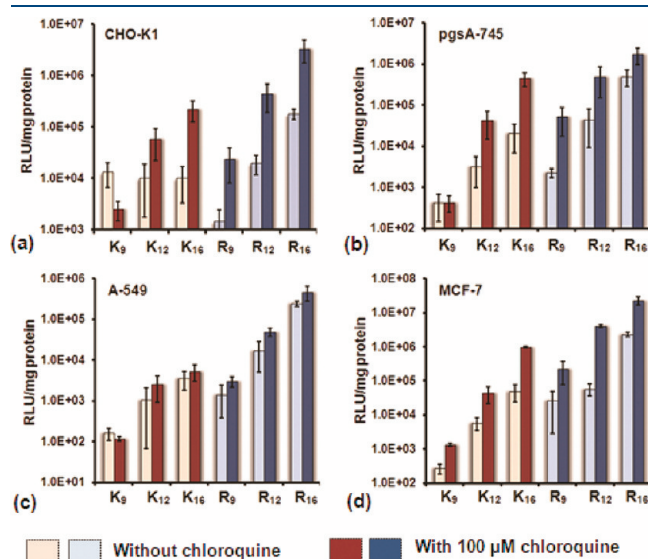 CHO-K1
RLU/mg protein
1.0E+07
1.0E+06
1.0E+05
1.0E+04
1.0E+03
K9 K12 K16 R9 R12 R16
(a)
pgsA-745
RLU/mg protein
1.0E+07
1.0E+06
1.0E+05
1.0E+04
1.0E+03
1.0E+02
K9 K12 K16 R9 R12 R16
(b)
A-549
RLU/mg protein
1.0E+06
1.0E+05
1.0E+04
1.0E+03
1.0E+02
1.0E+01
K9 K12 K16 R9 R12 R16
(c)
MCF-7
RLU/mg protein
1.0E+08
1.0E+07
1.0E+06
1.0E+05
1.0E+04
1.0E+03
1.0E+02
K9 K12 K16 R9 R12 R16
(d)
Without chloroquine
With 100 µM chloroquine